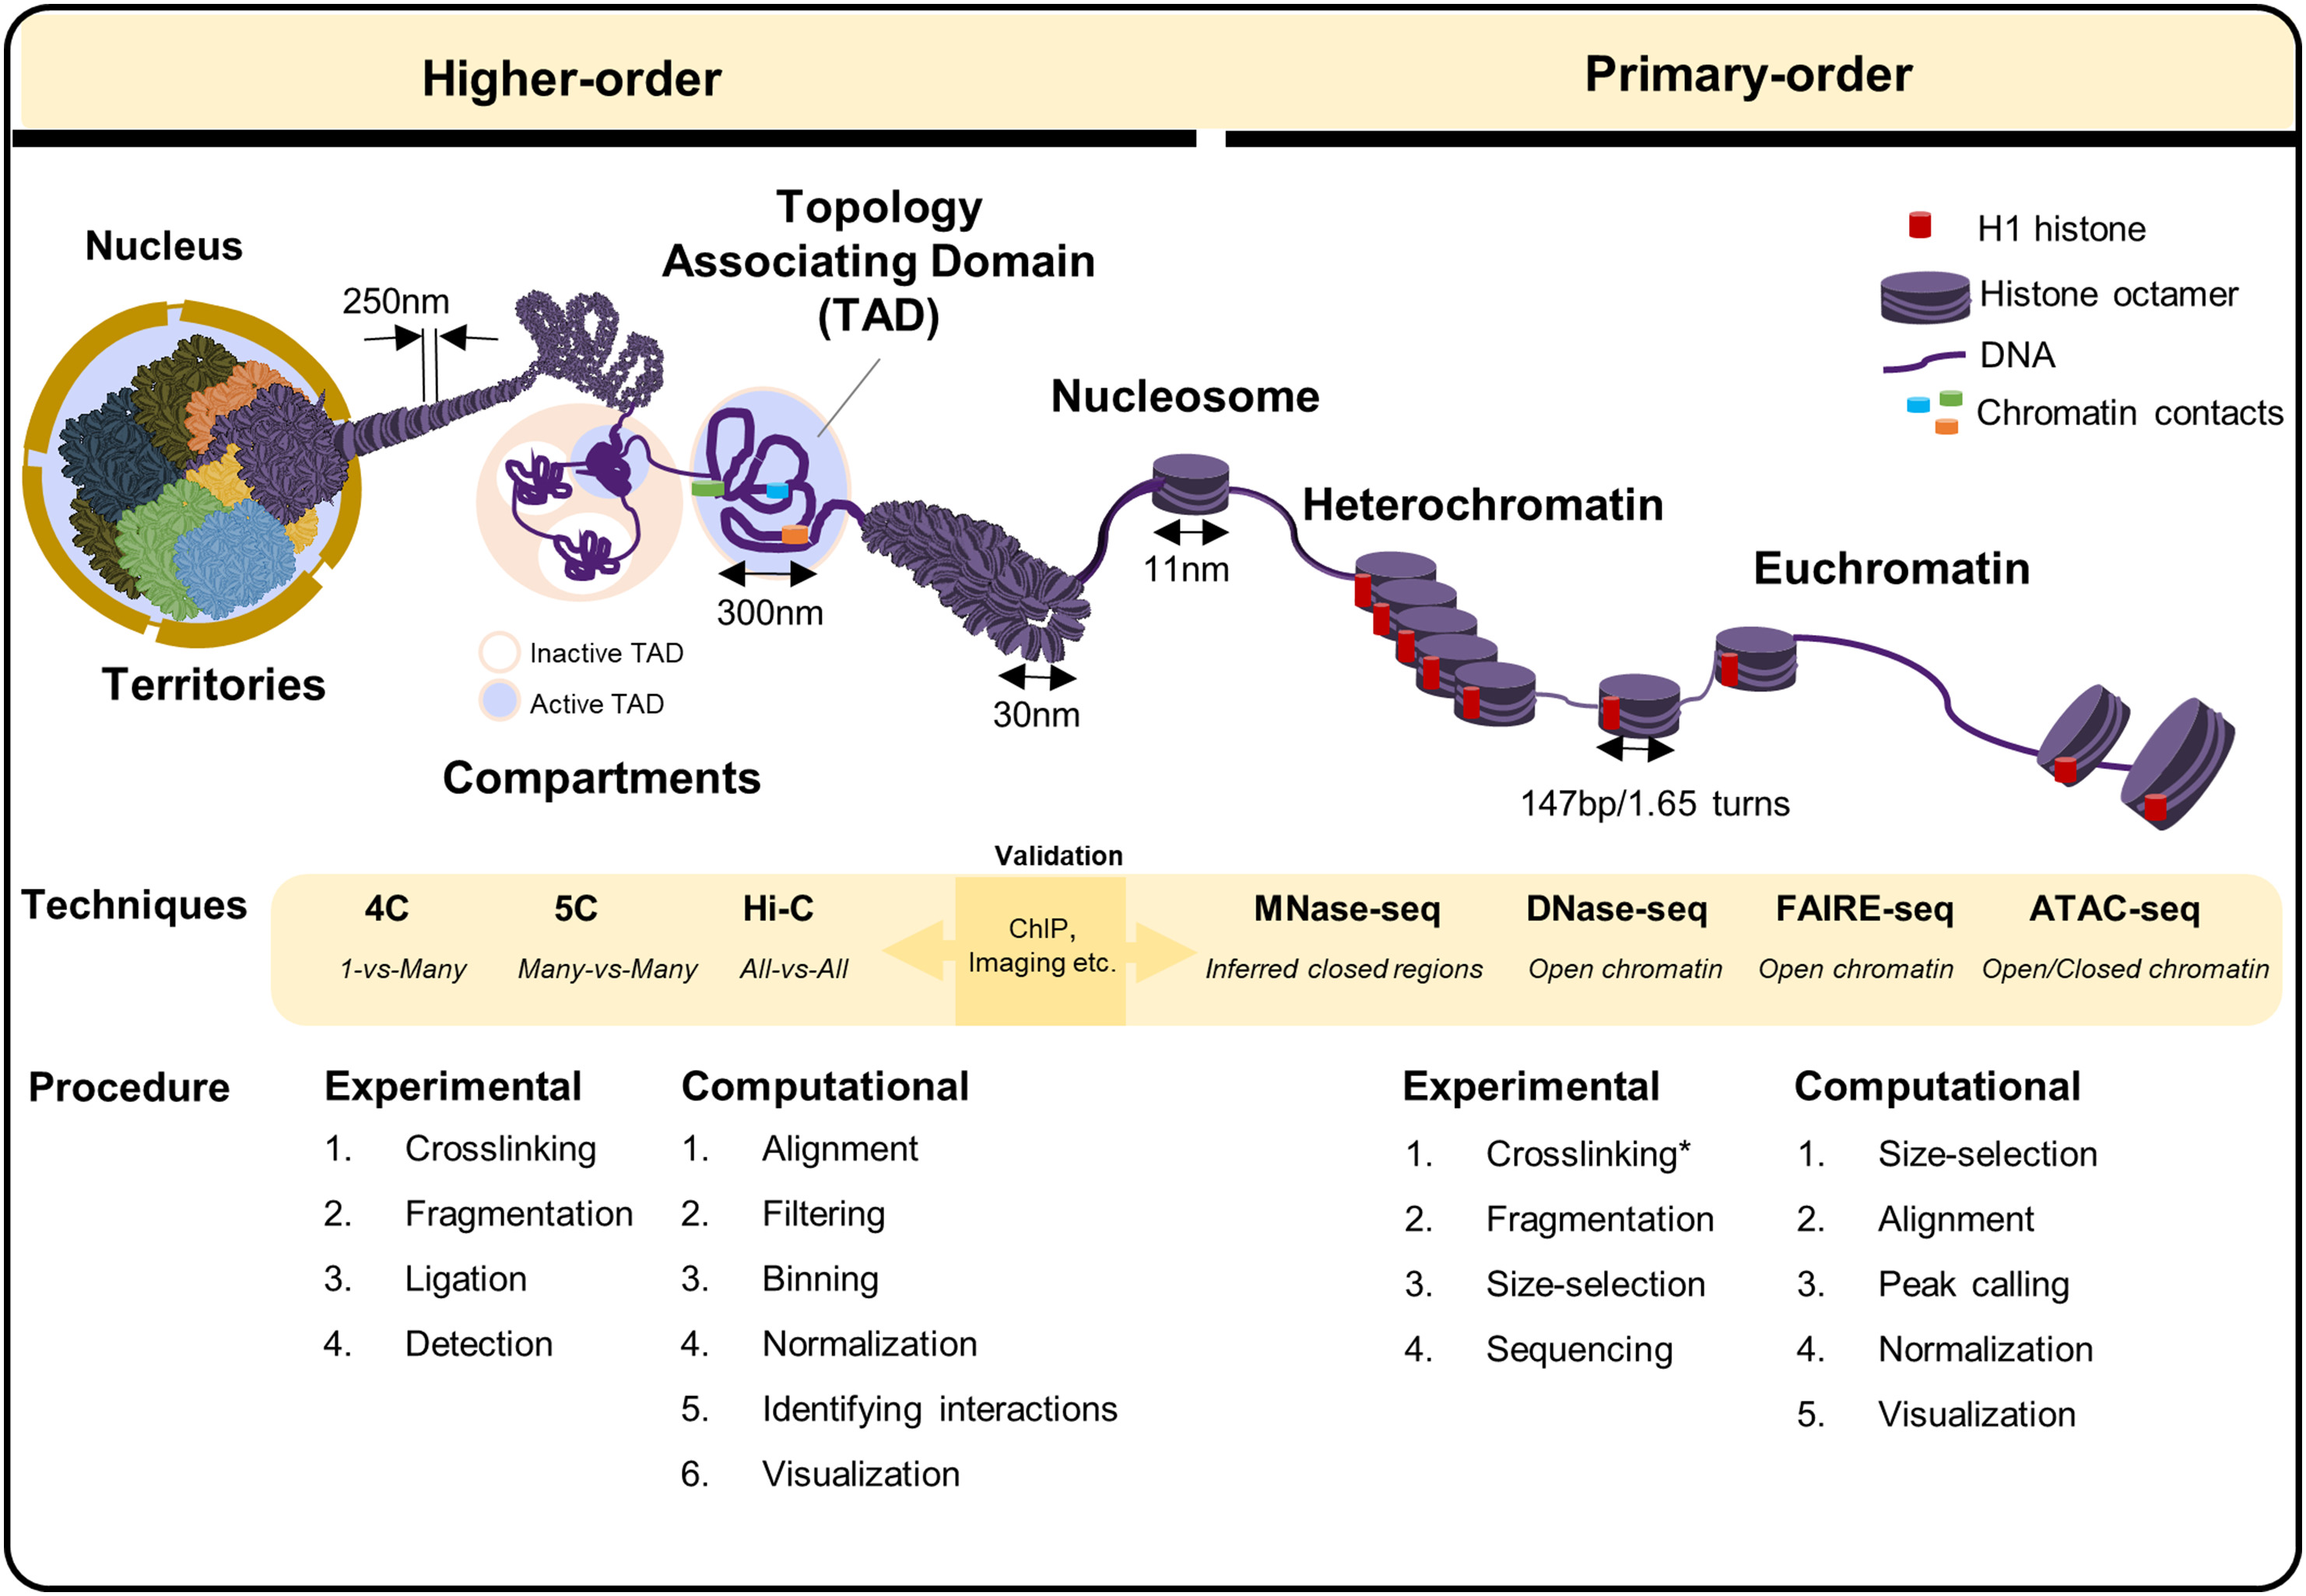 Higher-order
Primary-order
Nucleus
250nm
Topology
Associating Domain
(TAD)
H1 histone
Histone octamer
DNA
Chromatin contacts
Nucleosome
11nm
Heterochromatin
Euchromatin
300nm
30nm
Inactive TAD
Active TAD
Territories
Compartments
147bp/1.65 turns
Validation
Techniques
4C
5C
Hi-C
1-vs-Many
Many-vs-Many
All-vs-All
ChIP,
Imaging etc.
MNase-seq
DNase-seq
FAIRE-seq
ATAC-seq
Inferred closed regions
Open chromatin
Open chromatin
Open/Closed chromatin
Procedure
Experimental
1. Crosslinking
2. Fragmentation
3. Ligation
4. Detection
Computational
1. Alignment
2. Filtering
3. Binning
4. Normalization
5. Identifying interactions
6. Visualization
Experimental
1. Crosslinking*
2. Fragmentation
3. Size-selection
4. Sequencing
Computational
1. Size-selection
2. Alignment
3. Peak calling
4. Normalization
5. Visualization